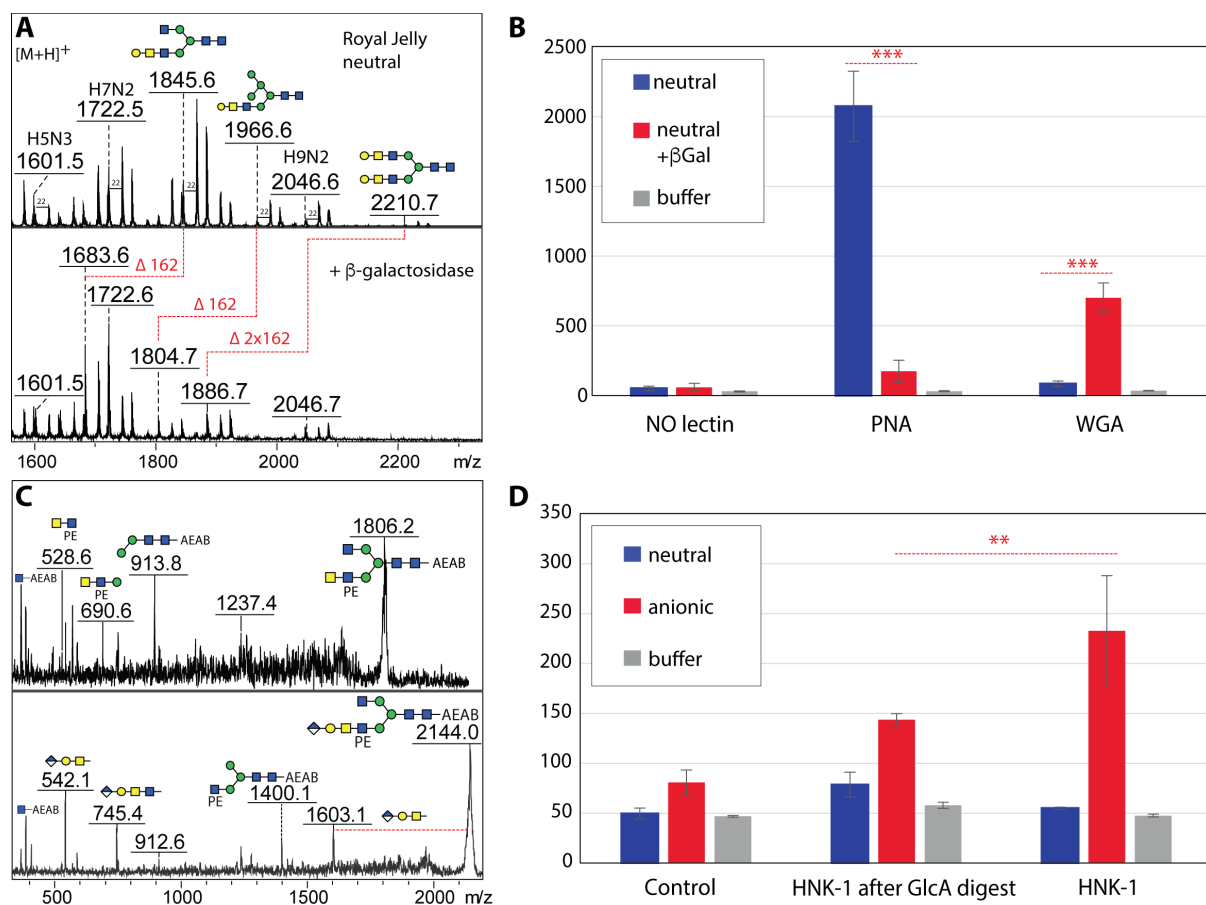 A
[M+H]+
Royal Jelly
neutral
1845.6
H7N2
1722.5
H5N3
1601.5
1966.6
H9N2
2046.6
2210.7
22
22
22
22
22
1683.6
Δ 162
+ β-galactosidase
1722.6
Δ 162
Δ 2x162
1804.7
1601.5
1886.7
2046.7
1600
1800
2000
2200
m/z
B
2500
2000
1500
1000
500
0
neutral
neutral
+βGal
buffer
***
***
NO lectin
PNA
WGA
C
PE
528.6
AEAB
913.8
AEAB
PE
690.6
1237.4
1806.2
AEAB
PE
AEAB
PE
2144.0
542.1
AEAB
745.4
912.6
AEAB
PE
1400.1
1603.1
500
1000
1500
2000
m/z
D
350
300
250
200
150
100
50
0
neutral
anionic
buffer
**
Control
HNK-1 after GlcA digest
HNK-1